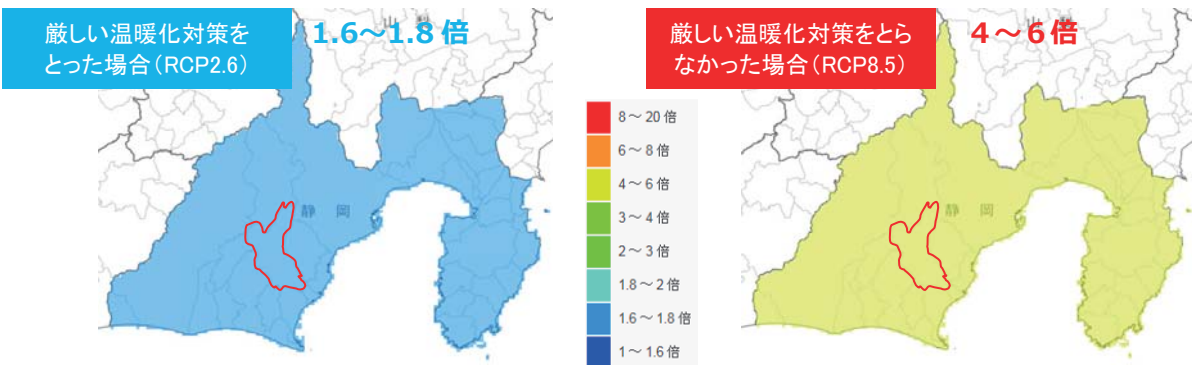 厳しい温暖化対策を
とった場合（RCP2.6）
1.6～1.8 倍
静 岡
8～20 倍
6～8 倍
4～6 倍
3～4 倍
2～3 倍
1.8～2 倍
1.6～1.8 倍
1～1.6 倍
厳しい温暖化対策をとら
なかった場合（RCP8.5）
4～6倍
静 岡